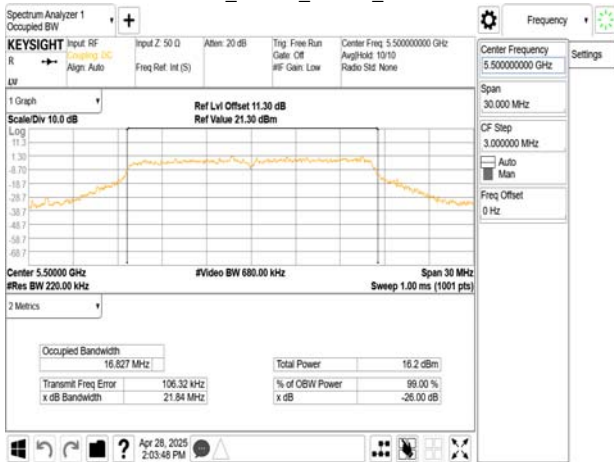 Spectrum Analyzer 1
Occupied BW
Frequency
KEYSIGHT
Input: RF
Coupling: DC
Align: Auto
Input Z: 50 Ω
Freq Ref: Int (S)
Atten: 20 dB
Trig: Free Run
Gate: Off
#IF Gain: Low
Center Freq: 5.500000000 GHz
Avg|Hold: 10/10
Radio Std: None
R
LXI
Center Frequency
5.500000000 GHz
Settings
Span
30.000 MHz
CF Step
3.000000 MHz
Auto
Man
Freq Offset
0 Hz
1 Graph
Scale/Div 10.0 dB
Ref Lvl Offset 11.30 dB
Ref Value 21.30 dBm
Log
11.3
1.30
-8.70
-18.7
-28.7
-38.7
-48.7
-58.7
-68.7
Center 5.50000 GHz
#Res BW 220.00 kHz
#Video BW 680.00 kHz
Span 30 MHz
Sweep 1.00 ms (1001 pts)
2 Metrics
Occupied Bandwidth
16.827 MHz
Total Power 16.2 dBm
Transmit Freq Error 106.32 kHz
% of OBW Power 99.00 %
x dB Bandwidth 21.84 MHz
x dB -26.00 dB
?
Apr 28, 2025
2:03:48 PM